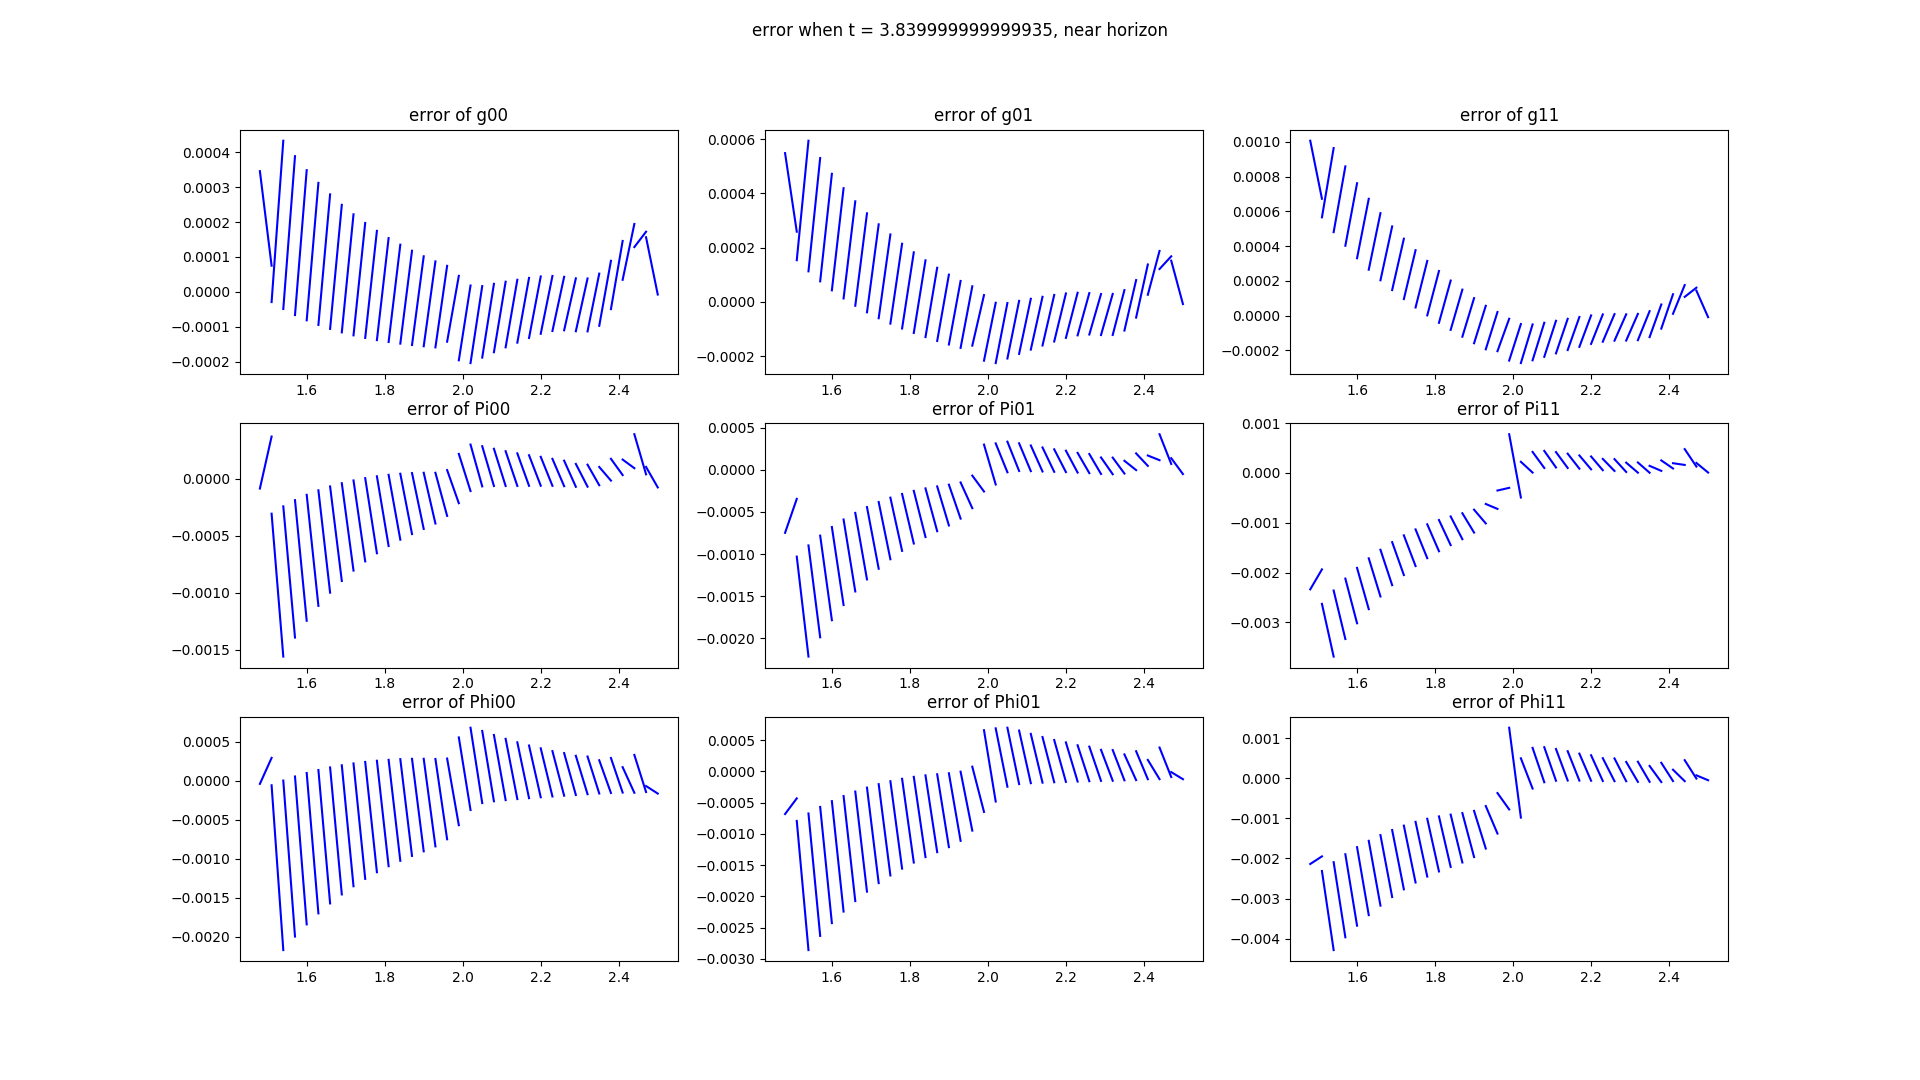 error when t = 3.839999999999935, near horizon
error of g00
error of g01
error of g11
0.0004
0.0003
0.0002
0.0001
0.0000
−0.0001
−0.0002
1.6 1.8 2.0 2.2 2.4
0.0006
0.0004
0.0002
0.0000
−0.0002
1.6 1.8 2.0 2.2 2.4
0.0010
0.0008
0.0006
0.0004
0.0002
0.0000
−0.0002
1.6 1.8 2.0 2.2 2.4
error of Pi00
error of Pi01
error of Pi11
0.0000
−0.0005
−0.0010
−0.0015
1.6 1.8 2.0 2.2 2.4
0.0005
0.0000
−0.0005
−0.0010
−0.0015
−0.0020
1.6 1.8 2.0 2.2 2.4
0.001
0.000
−0.001
−0.002
−0.003
1.6 1.8 2.0 2.2 2.4
error of Phi00
error of Phi01
error of Phi11
0.0005
0.0000
−0.0005
−0.0010
−0.0015
−0.0020
1.6 1.8 2.0 2.2 2.4
0.0005
0.0000
−0.0005
−0.0010
−0.0015
−0.0020
−0.0025
−0.0030
1.6 1.8 2.0 2.2 2.4
0.001
0.000
−0.001
−0.002
−0.003
−0.004
1.6 1.8 2.0 2.2 2.4